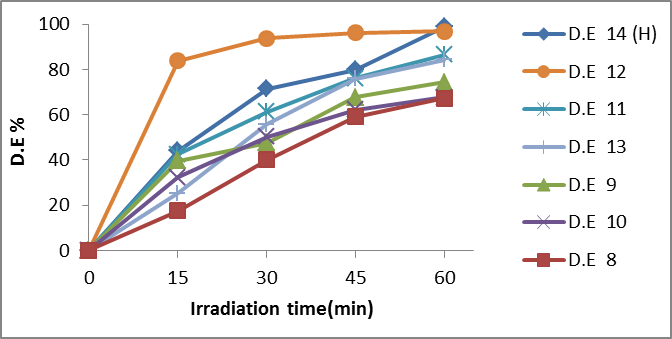 100
80
60
40
20
0
D.E %
0 15 30 45 60
Irradiation time(min)
D.E 14 (H)
D.E 12
D.E 11
D.E 13
D.E 9
D.E 10
D.E 8